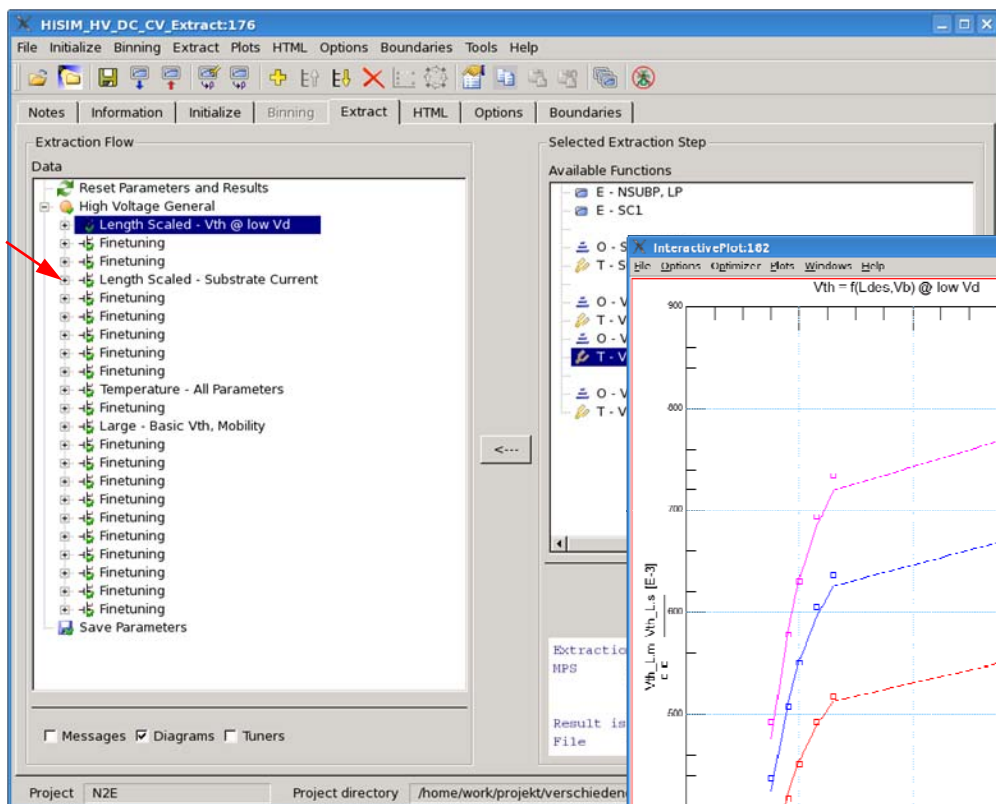 HISIM_HV_DC_CV_Extract:176
File Initialize Binning Extract Plots HTML Options Boundaries Tools Help
Notes Information Initialize Binning Extract HTML Options Boundaries
Extraction Flow
Data
Reset Parameters and Results
High Voltage General
Length Scaled - Vth @ low Vd
Finetuning
Finetuning
Length Scaled - Substrate Current
Finetuning
Finetuning
Finetuning
Finetuning
Finetuning
Temperature - All Parameters
Finetuning
Large - Basic Vth, Mobility
Finetuning
Finetuning
Finetuning
Finetuning
Finetuning
Finetuning
Finetuning
Finetuning
Finetuning
Finetuning
Save Parameters
Messages Diagrams Tuners
<---
Selected Extraction Step
Available Functions
E - NSUBP, LP
E - SC1
O - S
T - S
O - V
T - V
O - V
T - V
O - V
T - V
Extractio
MPS
Result is
File
Project N2E Project directory /home/work/projekt/verschieden
InteractivePlot:182
File Options Optimizer Plots Windows Help
Vth = f(Ldes,Vb) @ low Vd
900
800
700
600
500
Vth_L.m Vth_L.s [E-3]